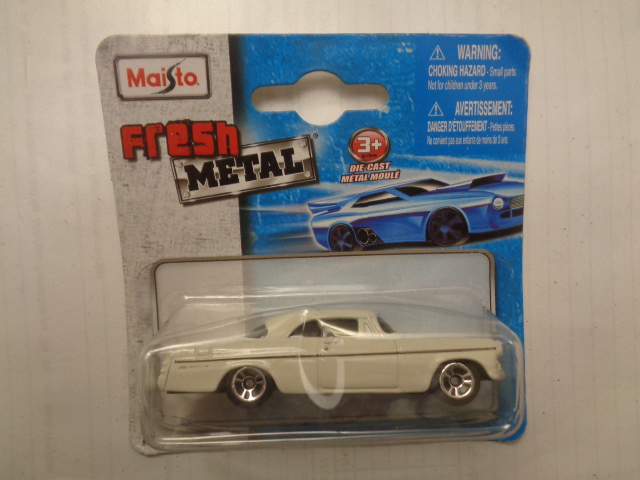 Maisto
Fresh
METAL
3+
DIE-CAST
METAL MOULÉ
WARNING:
CHOKING HAZARD - Small parts.
Not for children under 3 years.
AVERTISSEMENT:
DANGER D'ÉTOUFFEMENT - Petites pièces.
Ne convient pas aux enfants de moins de 3 ans.